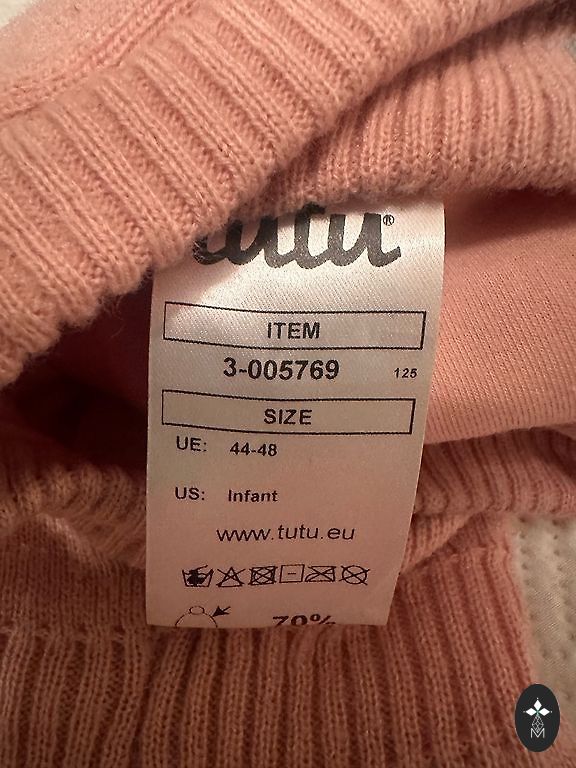 tutu®
ITEM
3-005769 125
SIZE
UE: 44-48
US: Infant
www.tutu.eu
70%
M